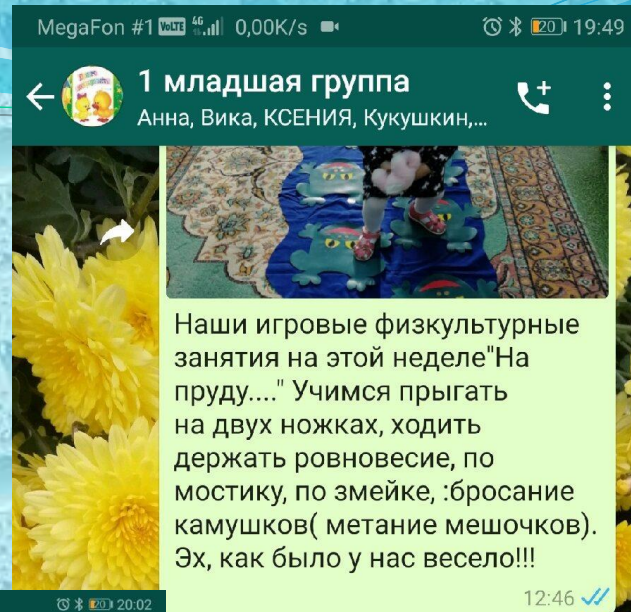 MegaFon #1 VoLTE 4G 0,00K/s 20 19:49
1 младшая группа
Анна, Вика, КСЕНИЯ, Кукушкин,...
Наши игровые физкультурные
занятия на этой неделе"На
пруду...." Учимся прыгать
на двух ножках, ходить
держать ровновесие, по
мостику, по змейке, :бросание
камушков( метание мешочков).
Эх, как было у нас весело!!!
12:46
20 20:02